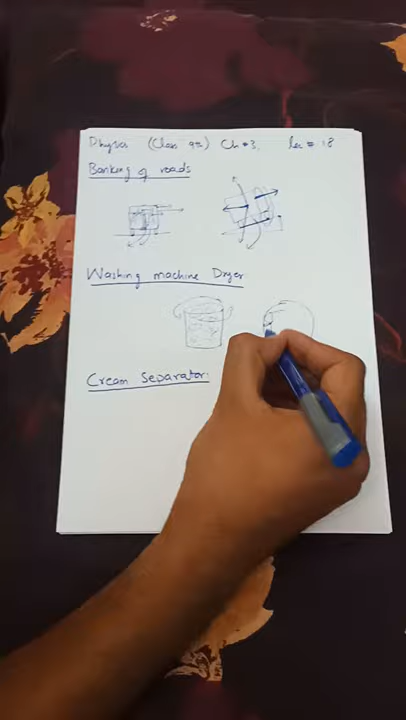 Physics (Class 9th) Ch # 3, Lec # 18
Banking of roads
Washing machine Dryer
Cream Separator: